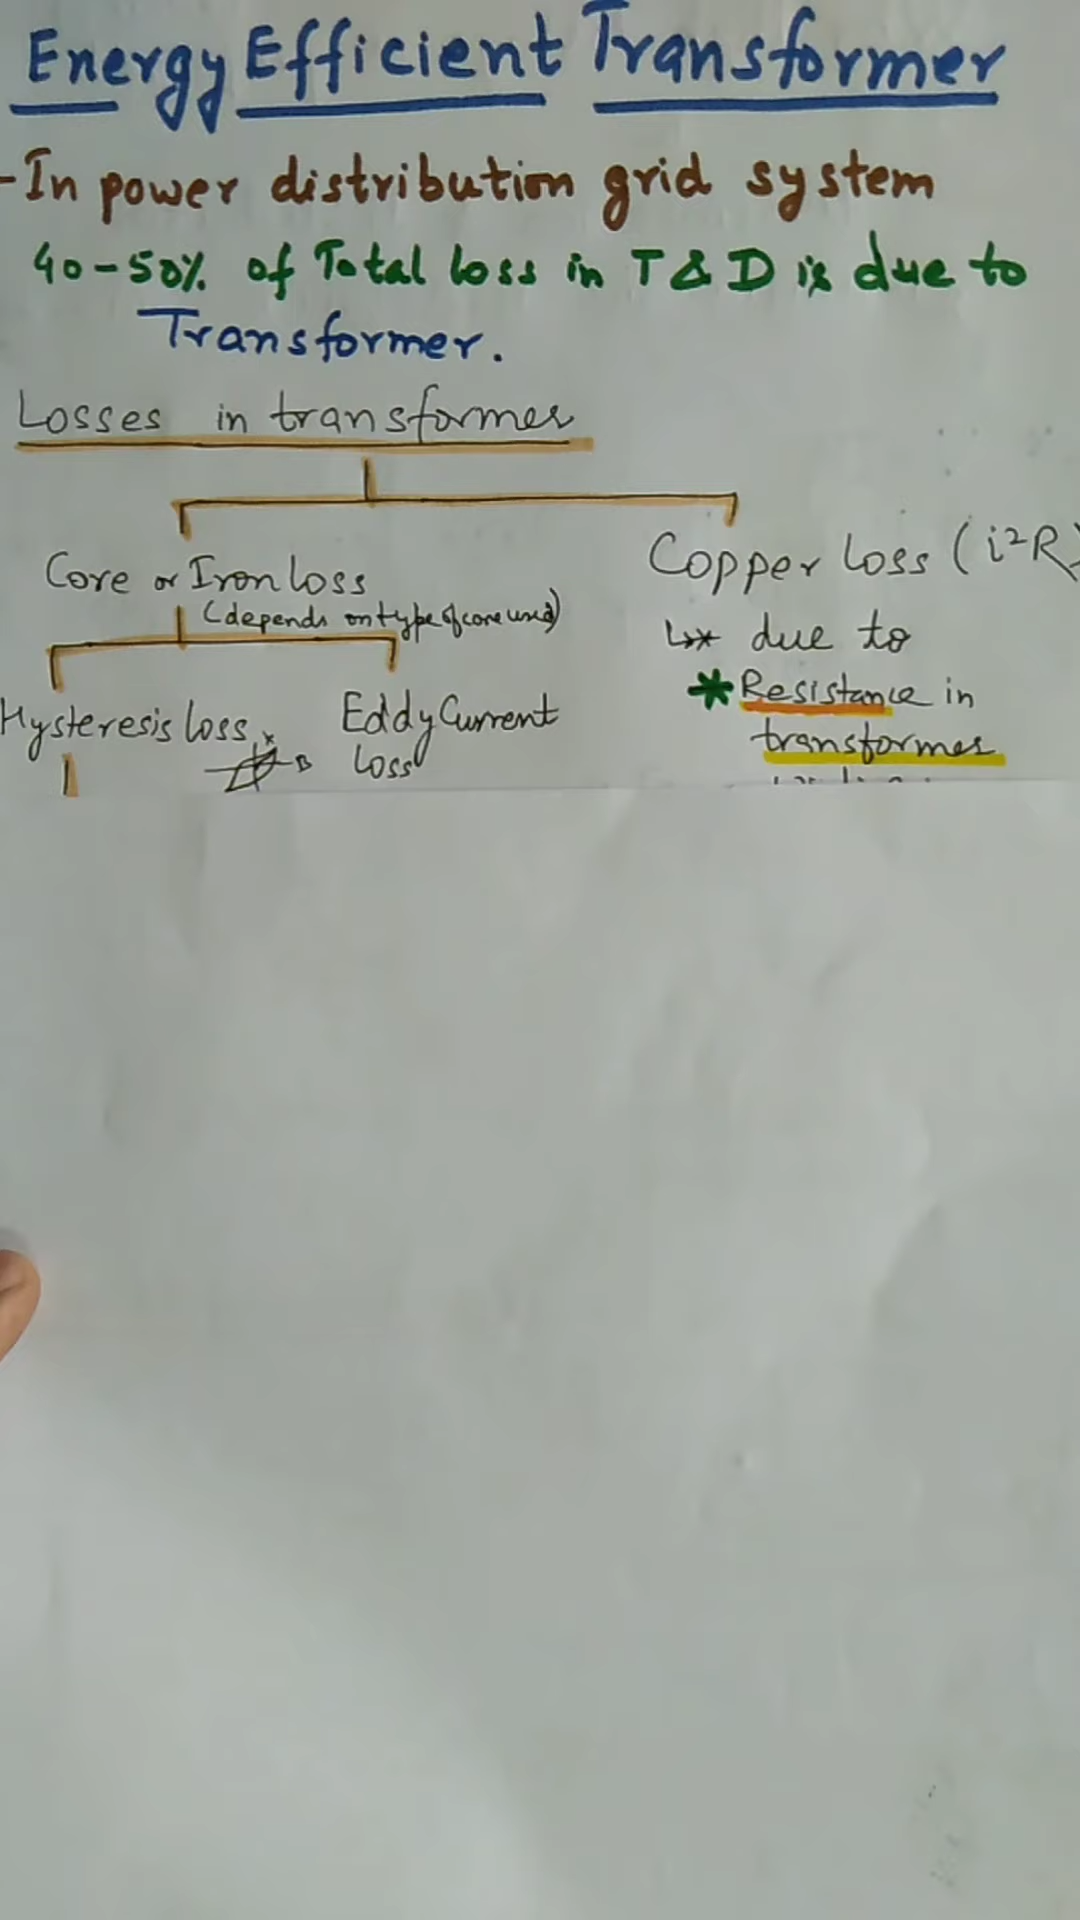 Energy Efficient Transformer
-In power distribution grid system
40-50% of Total loss in T & D is due to
Transformer.
Losses in transformer
Core or Iron loss
(depends on type of core used)
Hysteresis loss
Eddy Current
loss
B
Copper loss (i²R)
due to
* Resistance in
transformer